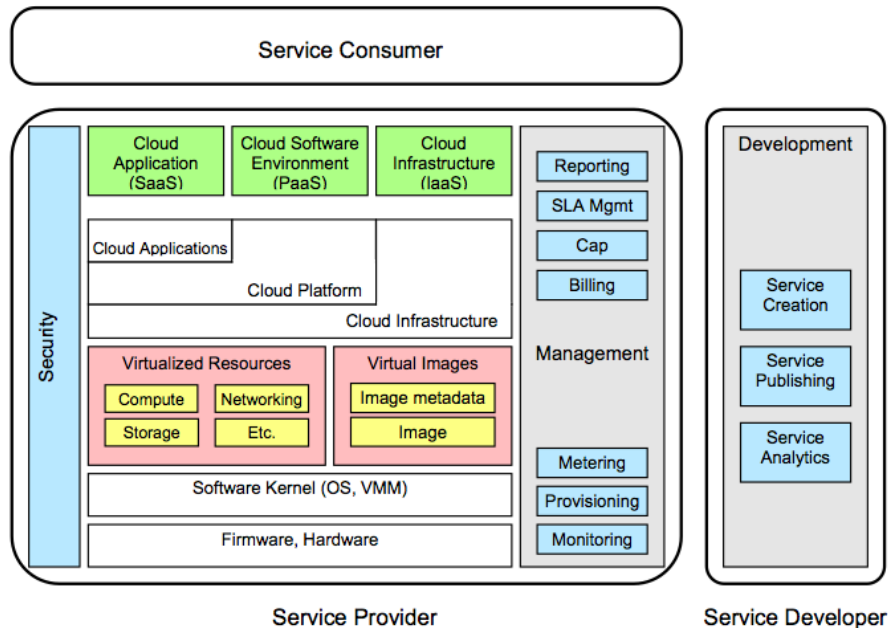 Service Consumer
Security
Cloud
Application
(SaaS)
Cloud Software
Environment
(PaaS)
Cloud
Infrastructure
(IaaS)
Cloud Applications
Cloud Platform
Cloud Infrastructure
Virtualized Resources
Compute
Networking
Storage
Etc.
Virtual Images
Image metadata
Image
Software Kernel (OS, VMM)
Firmware, Hardware
Reporting
SLA Mgmt
Cap
Billing
Management
Metering
Provisioning
Monitoring
Service Provider
Development
Service
Creation
Service
Publishing
Service
Analytics
Service Developer